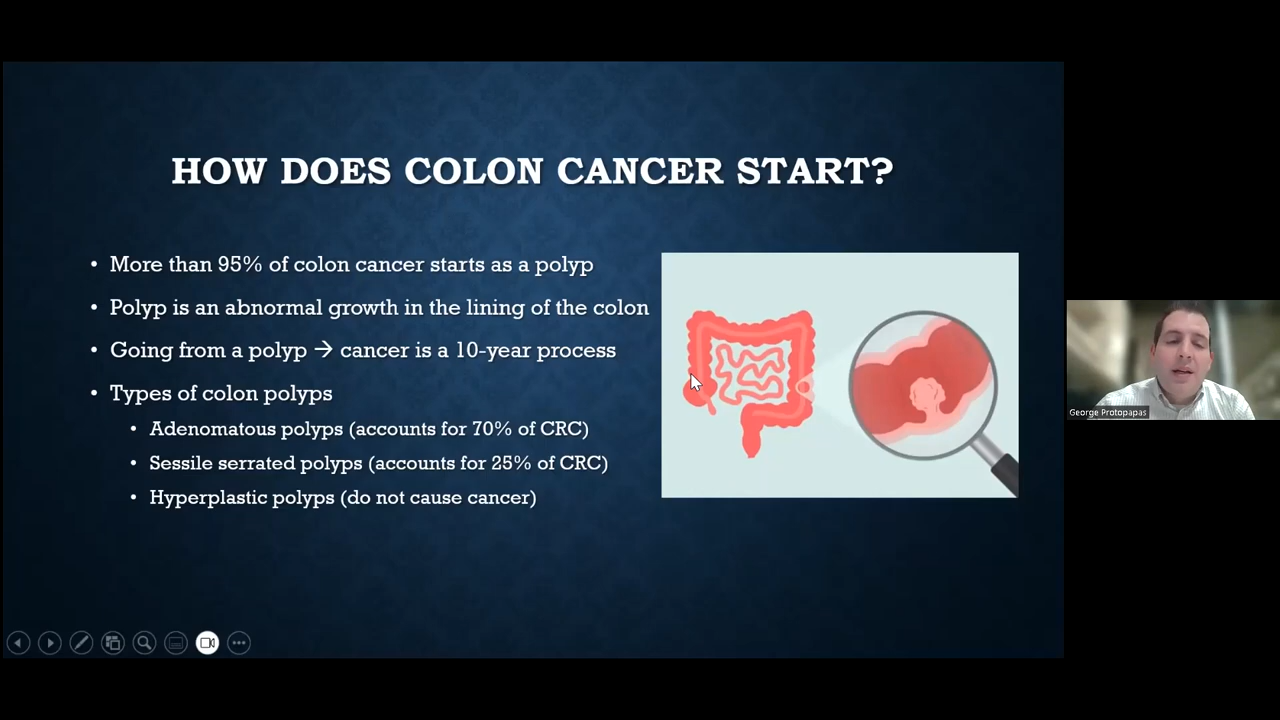 HOW DOES COLON CANCER START?
• More than 95% of colon cancer starts as a polyp
• Polyp is an abnormal growth in the lining of the colon
• Going from a polyp → cancer is a 10-year process
• Types of colon polyps
• Adenomatous polyps (accounts for 70% of CRC)
• Sessile serrated polyps (accounts for 25% of CRC)
• Hyperplastic polyps (do not cause cancer)
George Protopapas